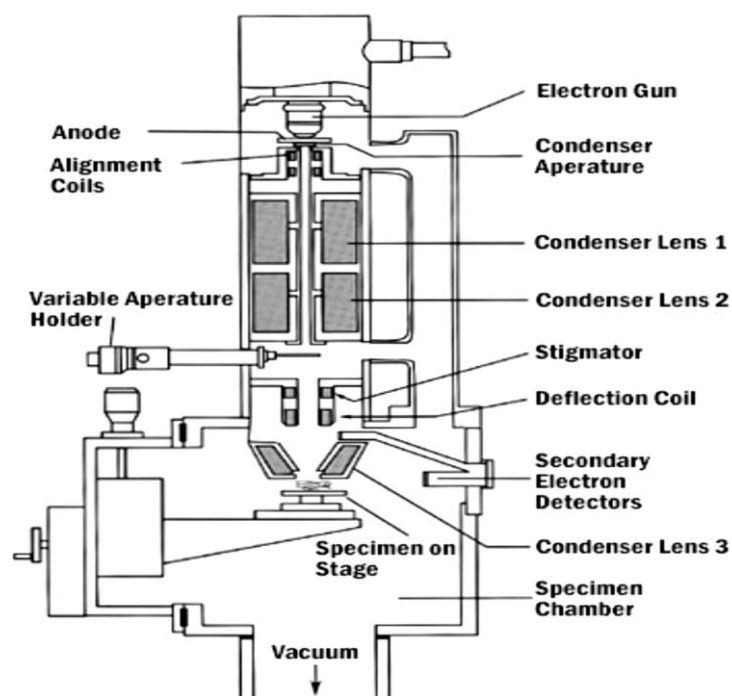 Electron Gun
Anode
Condenser
Aperature
Alignment
Coils
Condenser Lens 1
Variable Aperature
Holder
Condenser Lens 2
Stigmator
Deflection Coil
Secondary
Electron
Detectors
Specimen on
Stage
Condenser Lens 3
Specimen
Chamber
Vacuum